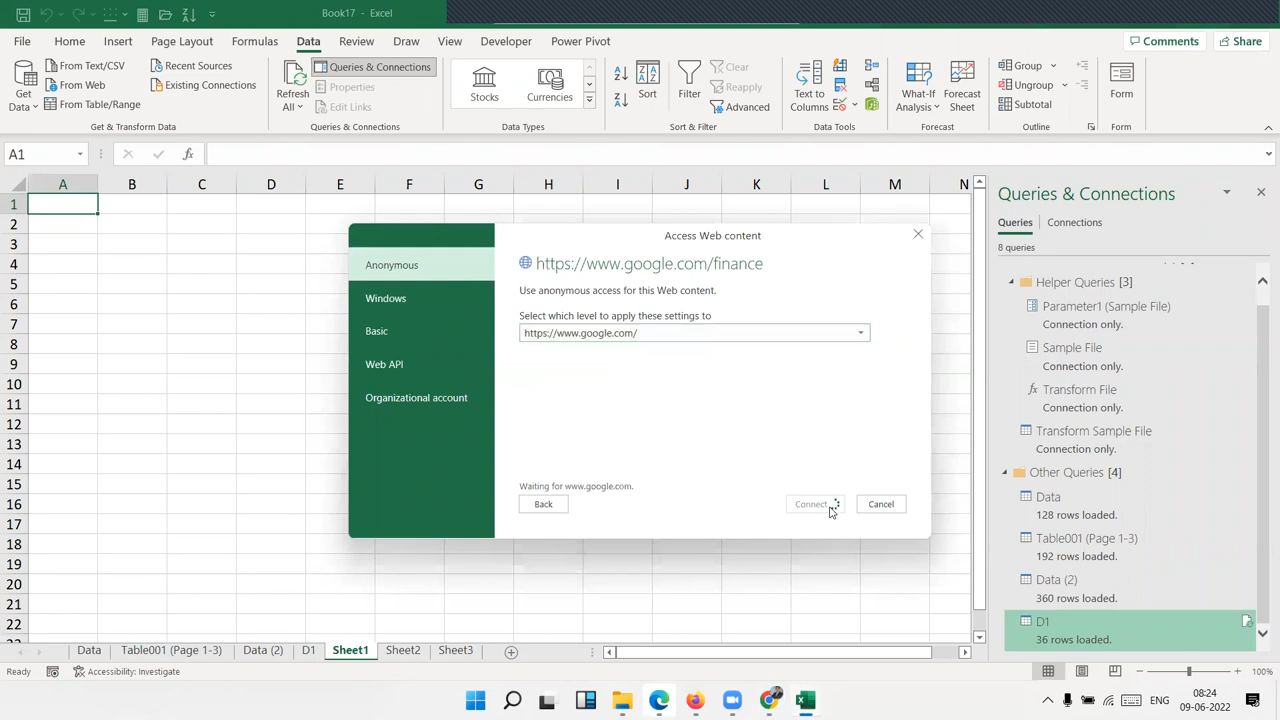 Book17 - Excel
File Home Insert Page Layout Formulas Data Review Draw View Developer Power Pivot Comments Share
Get Data
From Text/CSV
From Web
From Table/Range
Recent Sources
Existing Connections
Get & Transform Data
Refresh All
Queries & Connections
Properties
Edit Links
Queries & Connections
Stocks
Currencies
Data Types
Sort
Filter
Clear
Reapply
Advanced
Sort & Filter
Text to Columns
Data Tools
What-If Analysis
Forecast Sheet
Forecast
Group
Ungroup
Subtotal
Outline
Form
Form
A1
fx
A B C D E F G H I J K L M N
1
2
3
4
5
6
7
8
9
10
11
12
13
14
15
16
17
18
19
20
21
22
23
Access Web content
Anonymous
Windows
Basic
Web API
Organizational account
https://www.google.com/finance
Use anonymous access for this Web content.
Select which level to apply these settings to
https://www.google.com/
Waiting for www.google.com.
Back
Connect
Cancel
Queries & Connections
Queries Connections
8 queries
Helper Queries [3]
Parameter1 (Sample File)
Connection only.
Sample File
Connection only.
fx Transform File
Connection only.
Transform Sample File
Other Queries [4]
Data
128 rows loaded.
Table001 (Page 1-3)
192 rows loaded.
Data (2)
360 rows loaded.
D1
36 rows loaded.
Data Table001 (Page 1-3) Data (2) D1 Sheet1 Sheet2 Sheet3
Ready Accessibility: Investigate 100%
ENG 08:24
09-06-2022